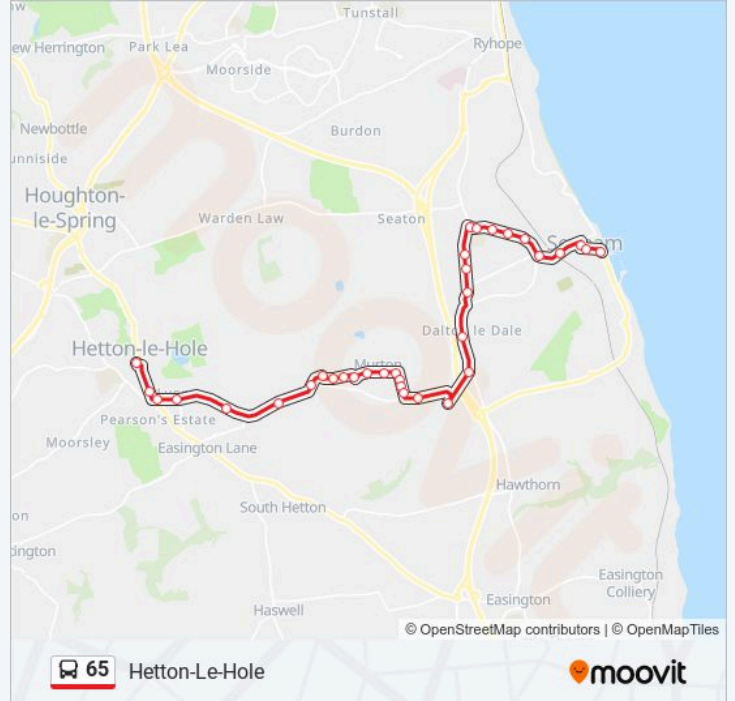 Tunstall
ew Herrington
Park Lea
Ryhope
Moorside
Newbottle
Burdon
unniside
Houghton-
le-Spring
Warden Law
Seaton
Dalton le Dale
Hetton-le-Hole
Murton
Pearson's Estate
Moorsley
Easington Lane
Hawthorn
South Hetton
on
ington
Easington
Colliery
Easington
Haswell
© OpenStreetMap contributors | © OpenMapTiles
65 Hetton-Le-Hole
moovit